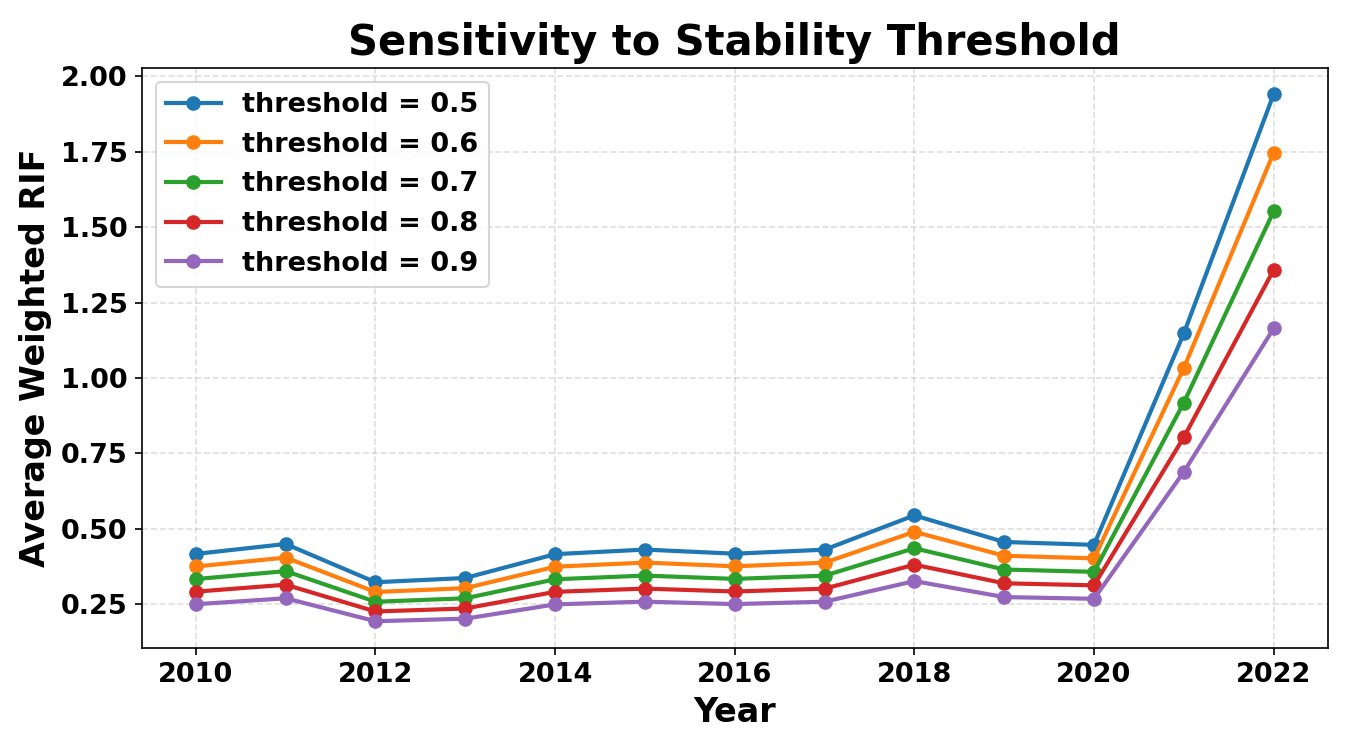 Sensitivity to Stability Threshold
Average Weighted RIF
2.00
1.75
1.50
1.25
1.00
0.75
0.50
0.25
threshold = 0.5
threshold = 0.6
threshold = 0.7
threshold = 0.8
threshold = 0.9
2010 2012 2014 2016 2018 2020 2022
Year